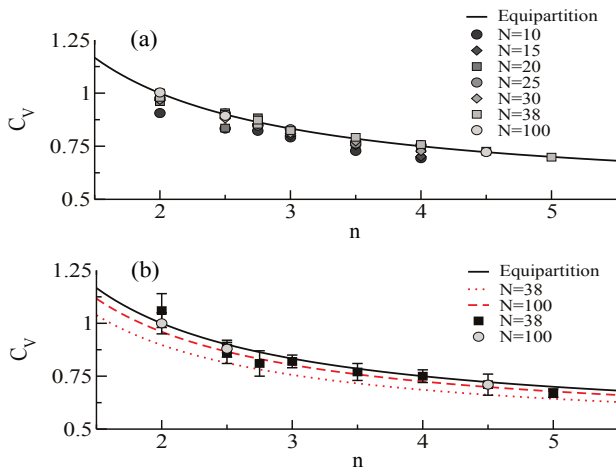 (a)
Equipartition
N=10
N=15
N=20
N=25
N=30
N=38
N=100
1.25
1
0.75
0.5
C_V
2 3 4 5
n
(b)
Equipartition
N=38
N=100
N=38
N=100
1.25
1
0.75
0.5
C_V
2 3 4 5
n